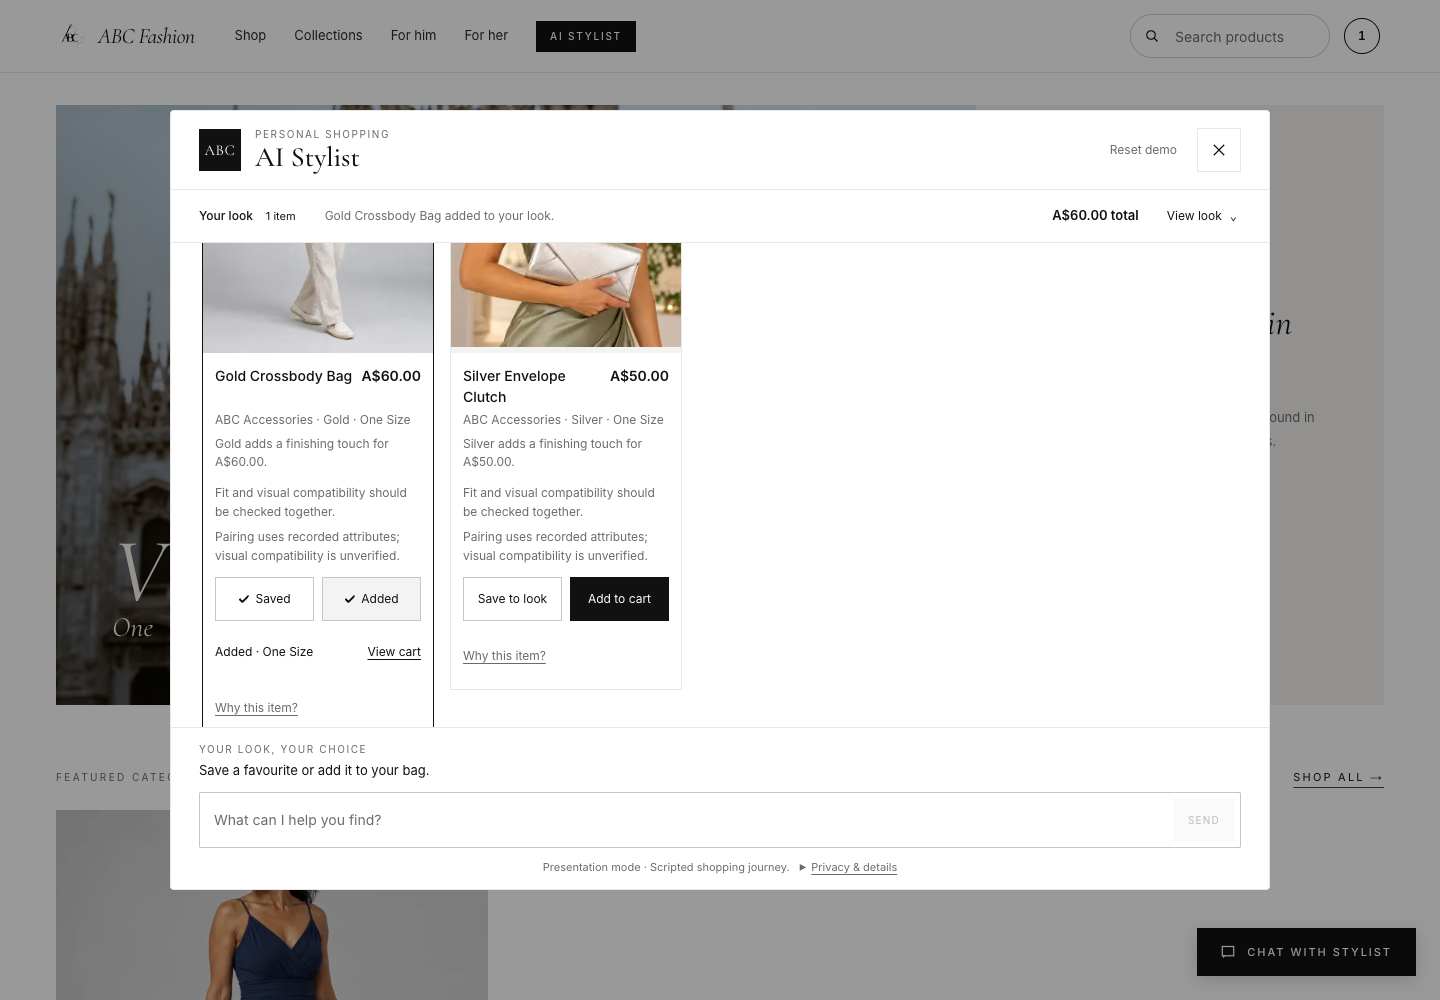 ABC Fashion
Shop
Collections
For him
For her
AI STYLIST
Search products
1
ABC
PERSONAL SHOPPING
AI Stylist
Reset demo
Your look
1 item
Gold Crossbody Bag added to your look.
A$60.00 total
View look
Gold Crossbody Bag A$60.00
ABC Accessories · Gold · One Size
Gold adds a finishing touch for
A$60.00.
Fit and visual compatibility should
be checked together.
Pairing uses recorded attributes;
visual compatibility is unverified.
Saved
Added
Added · One Size
View cart
Why this item?
Silver Envelope A$50.00
Clutch
ABC Accessories · Silver · One Size
Silver adds a finishing touch for
A$50.00.
Fit and visual compatibility should
be checked together.
Pairing uses recorded attributes;
visual compatibility is unverified.
Save to look
Add to cart
Why this item?
YOUR LOOK, YOUR CHOICE
Save a favourite or add it to your bag.
What can I help you find?
SEND
Presentation mode · Scripted shopping journey.
Privacy & details
in
ound in
s.
V
One
FEATURED CATEG
SHOP ALL →
CHAT WITH STYLIST